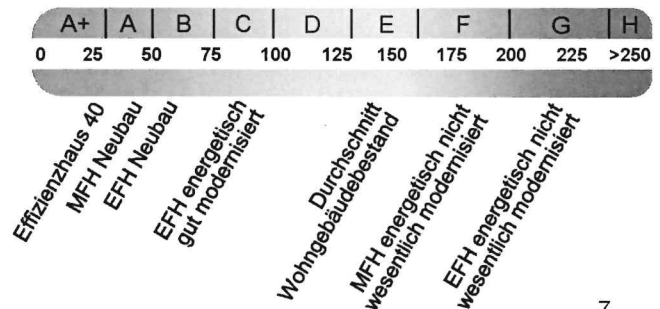 A+ A B C D E F G H
0 25 50 75 100 125 150 175 200 225 >250
Effizienzhaus 40
MFH Neubau
EFH Neubau
EFH energetisch
gut modernisiert
Durchschnitt
Wohngebäudebestand
MFH energetisch nicht
wesentlich modernisiert
EFH energetisch nicht
wesentlich modernisiert